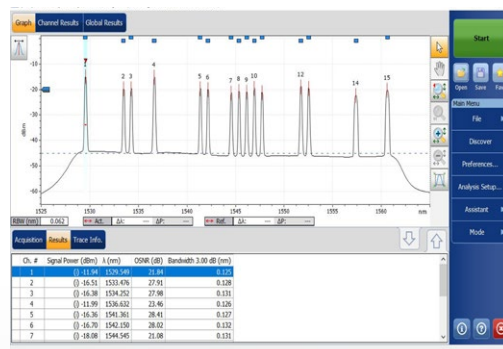 Graph Channel Results Global Results
Start
-10
-20
-30
-40
-50
-60
dBm
2 3 4 5 6 7 8 9 10 12 14 15
Open Save
Main Menu
File
Discover
Preferences...
Analysis Setup...
Assistant
Mode
1525 1530 1535 1540 1545 1550 1555 1560 nm
RBW (nm) 0.062 Act. Δλ: --- ΔP: --- Ref. Δλ: --- ΔP: ---
Acquisition Results Trace Info.
Ch. # Signal Power (dBm) λ (nm) OSNR (dB) Bandwidth 3.00 dB (nm)
1 (i) -11.94 1529.549 21.84 0.125
2 (i) -16.51 1533.476 27.91 0.128
3 (i) -16.38 1534.252 27.98 0.131
4 (i) -11.99 1536.632 23.46 0.126
5 (i) -16.36 1541.361 28.41 0.127
6 (i) -16.70 1542.150 28.02 0.132
7 (i) -18.08 1544.545 21.08 0.131